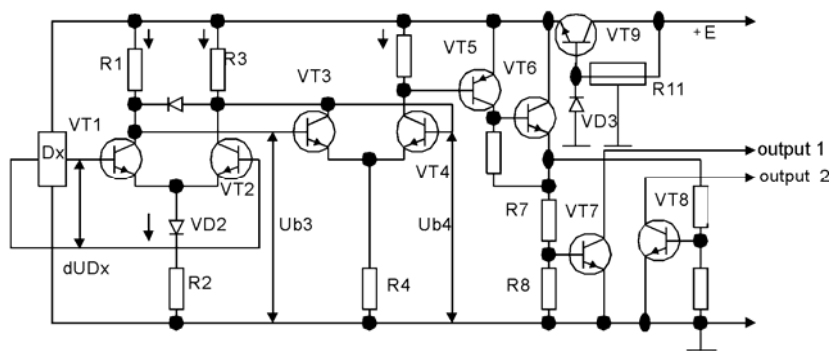 +E
R1
R3
VT3
VT5
VT6
VT9
R11
VT1
VD3
Dx
VT2
VT4
output 1
output 2
VD2
Ub3
Ub4
R7
VT7
VT8
dUDx
R2
R4
R8